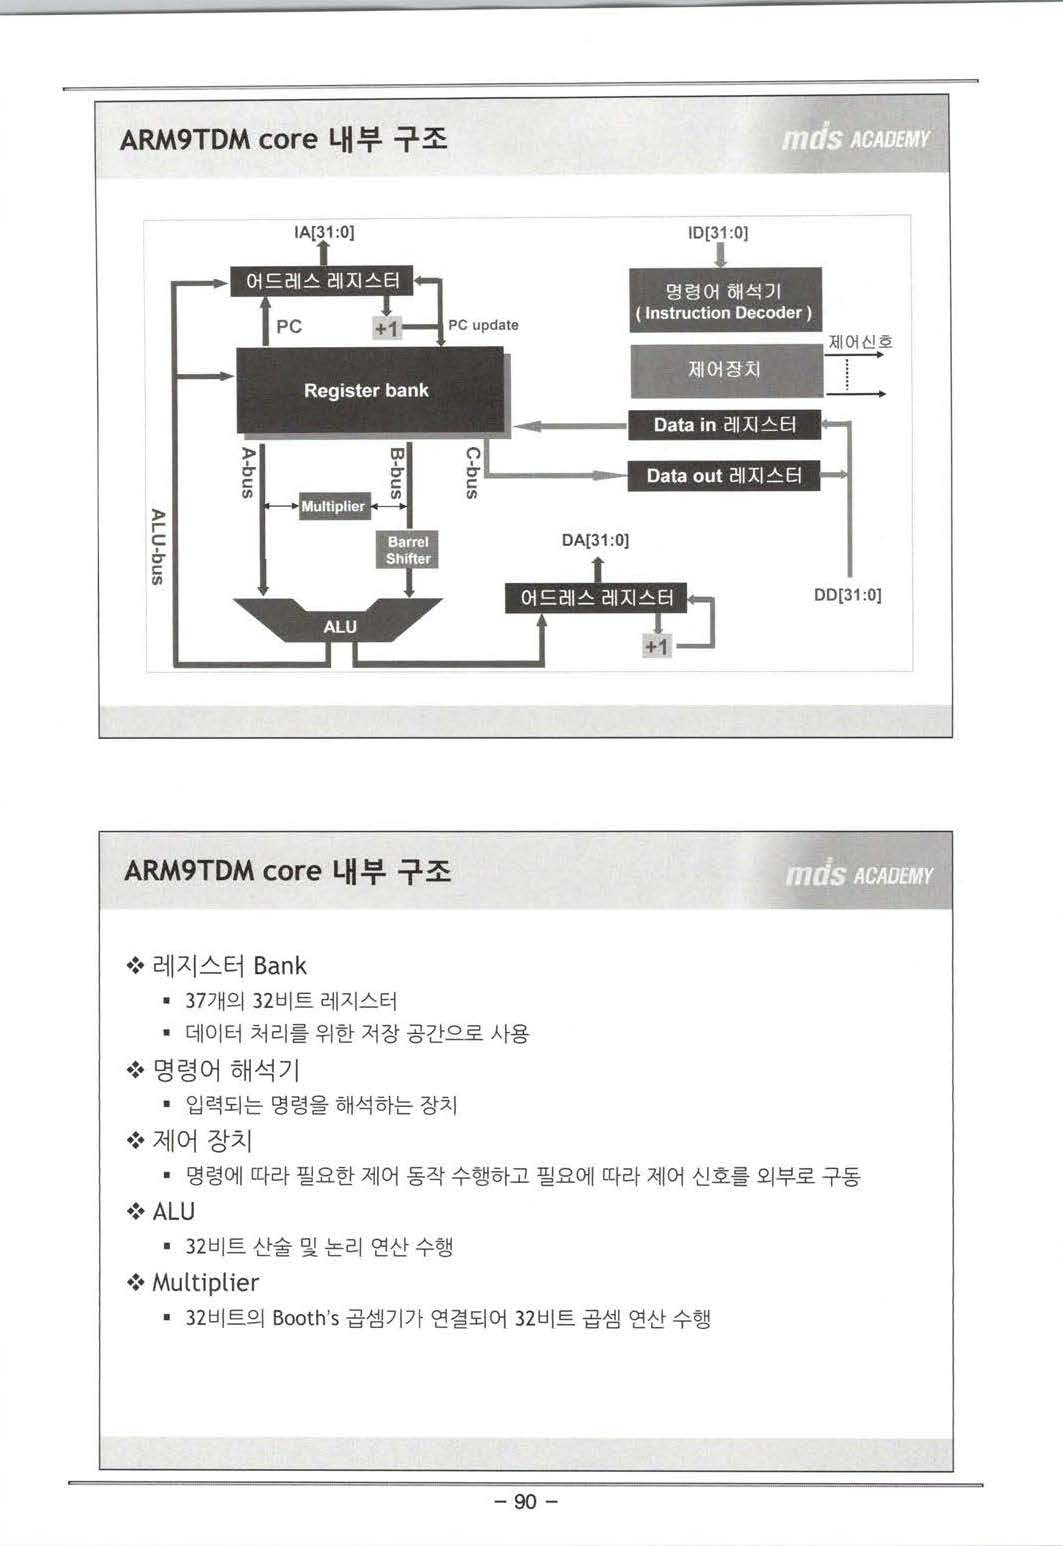 ARM9TDM core 내부 구조
mds ACADEMY
IA[31:0]
ID[31:0]
어드레스 레지스터
명령어 해석기
( Instruction Decoder )
PC
+1
PC update
제어신호
제어장치
Register bank
Data in 레지스터
A-bus
B-bus
C-bus
Data out 레지스터
Multiplier
ALU-bus
Barrel
Shifter
DA[31:0]
어드레스 레지스터
DD[31:0]
ALU
+1
ARM9TDM core 내부 구조
mds ACADEMY
❖ 레지스터 Bank
▪ 37개의 32비트 레지스터
▪ 데이터 처리를 위한 저장 공간으로 사용
❖ 명령어 해석기
▪ 입력되는 명령을 해석하는 장치
❖ 제어 장치
▪ 명령에 따라 필요한 제어 동작 수행하고 필요에 따라 제어 신호를 외부로 구동
❖ ALU
▪ 32비트 산술 및 논리 연산 수행
❖ Multiplier
▪ 32비트의 Booth's 곱셈기가 연결되어 32비트 곱셈 연산 수행
- 90 -